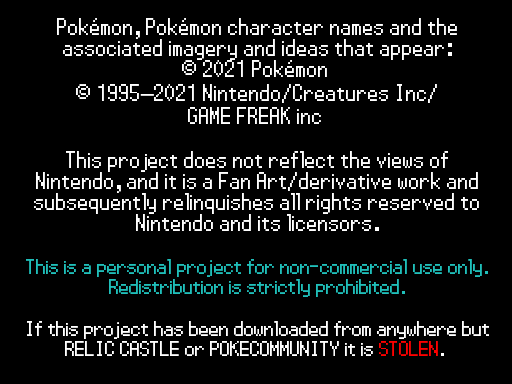 Pokémon, Pokémon character names and the
associated imagery and ideas that appear:
© 2021 Pokémon
© 1995–2021 Nintendo/Creatures Inc/
GAME FREAK inc
This project does not reflect the views of
Nintendo, and it is a Fan Art/derivative work and
subsequently relinquishes all rights reserved to
Nintendo and its licensors.
This is a personal project for non-commercial use only.
Redistribution is strictly prohibited.
If this project has been downloaded from anywhere but
RELIC CASTLE or POKECOMMUNITY it is STOLEN.